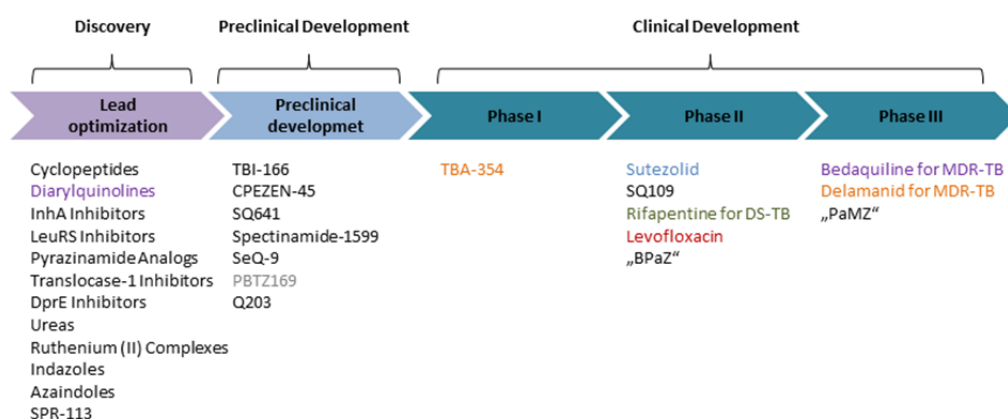 Discovery
Preclinical Development
Clinical Development
Lead
optimization
Preclinical
developmet
Phase I
Phase II
Phase III
Cyclopeptides
Diarylquinolines
InhA Inhibitors
LeuRS Inhibitors
Pyrazinamide Analogs
Translocase-1 Inhibitors
DprE Inhibitors
Ureas
Ruthenium (II) Complexes
Indazoles
Azaindoles
SPR-113
TBI-166
CPEZEN-45
SQ641
Spectinamide-1599
SeQ-9
PBTZ169
Q203
TBA-354
Sutezolid
SQ109
Rifapentine for DS-TB
Levofloxacin
„BPaZ“
Bedaquiline for MDR-TB
Delamanid for MDR-TB
„PaMZ“